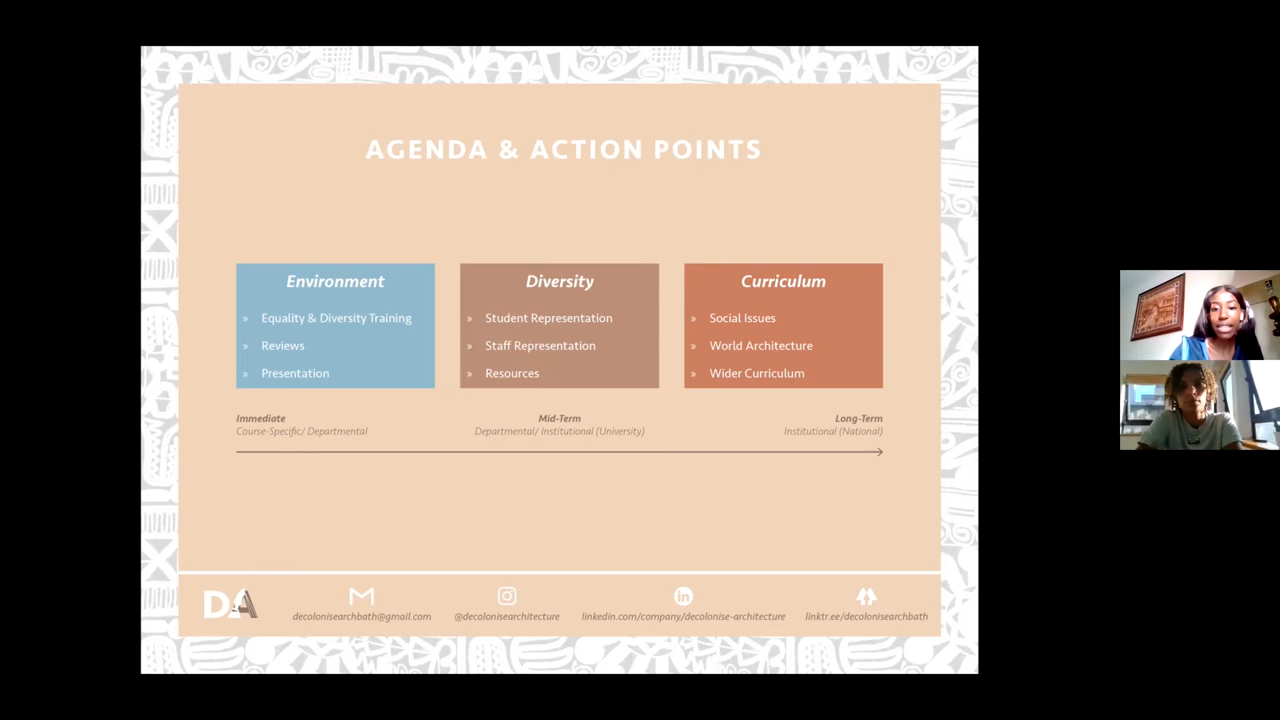 AGENDA & ACTION POINTS
Environment
» Equality & Diversity Training
» Reviews
» Presentation
Diversity
» Student Representation
» Staff Representation
» Resources
Curriculum
» Social Issues
» World Architecture
» Wider Curriculum
Immediate
Course-Specific/ Departmental
Mid-Term
Departmental/ Institutional (University)
Long-Term
Institutional (National)
DA
decolonisearchbath@gmail.com
@decolonisearchitecture
in
linkedin.com/company/decolonise-architecture
linktr.ee/decolonisearchbath